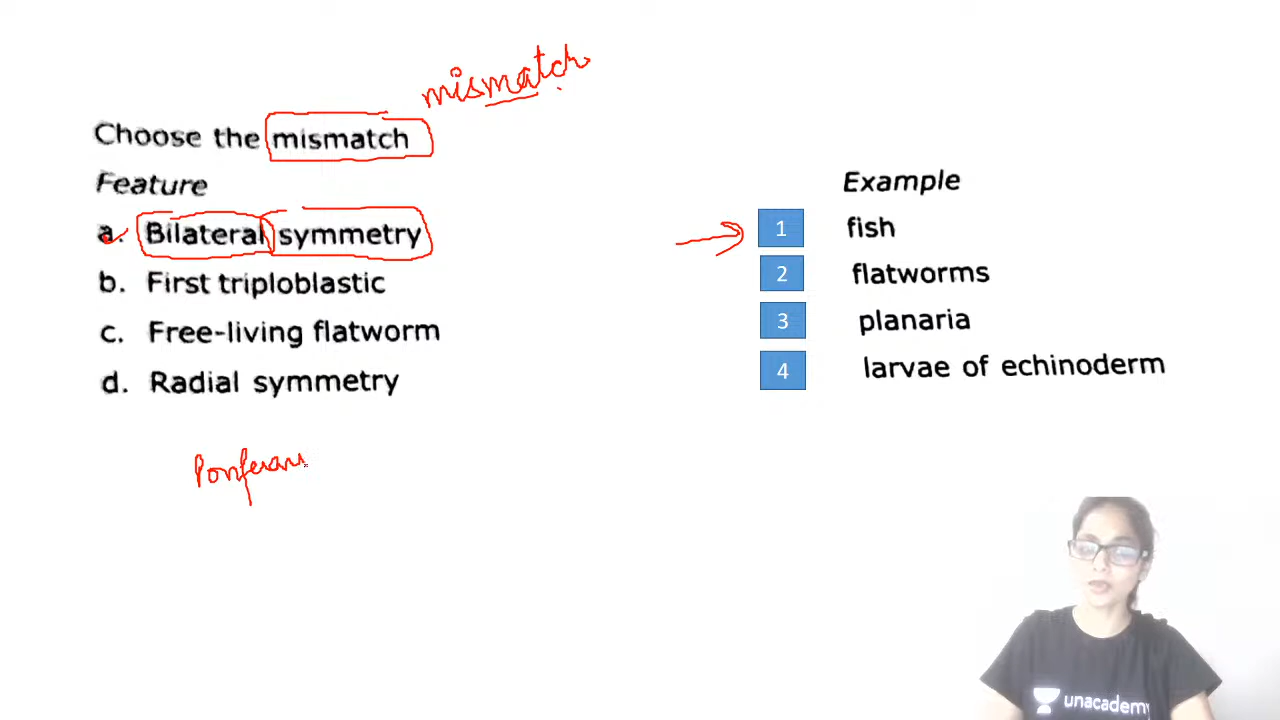 mismatch
Choose the mismatch
Feature
Example
a. Bilateral symmetry
1 fish
b. First triploblastic
2 flatworms
c. Free-living flatworm
3 planaria
d. Radial symmetry
4 larvae of echinoderm
unacademy